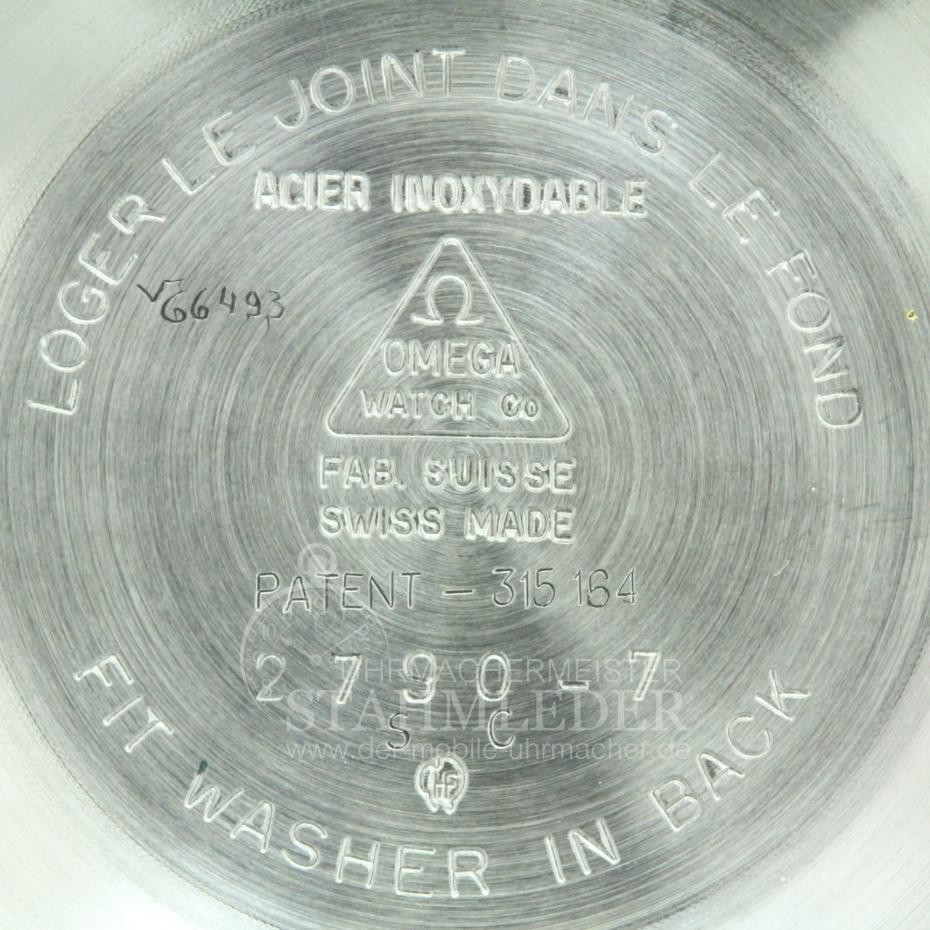 LOGER LE JOINT DANS LE FOND
ACIER INOXYDABLE
Ω
OMEGA
WATCH Co
V66493
FAB. SUISSE
SWISS MADE
PATENT – 315 164
2790-7
SC
UHRMACHERMEISTER
STAHMLEDER
www.der-mobile-uhrmacher.de
FIT WASHER IN BACK